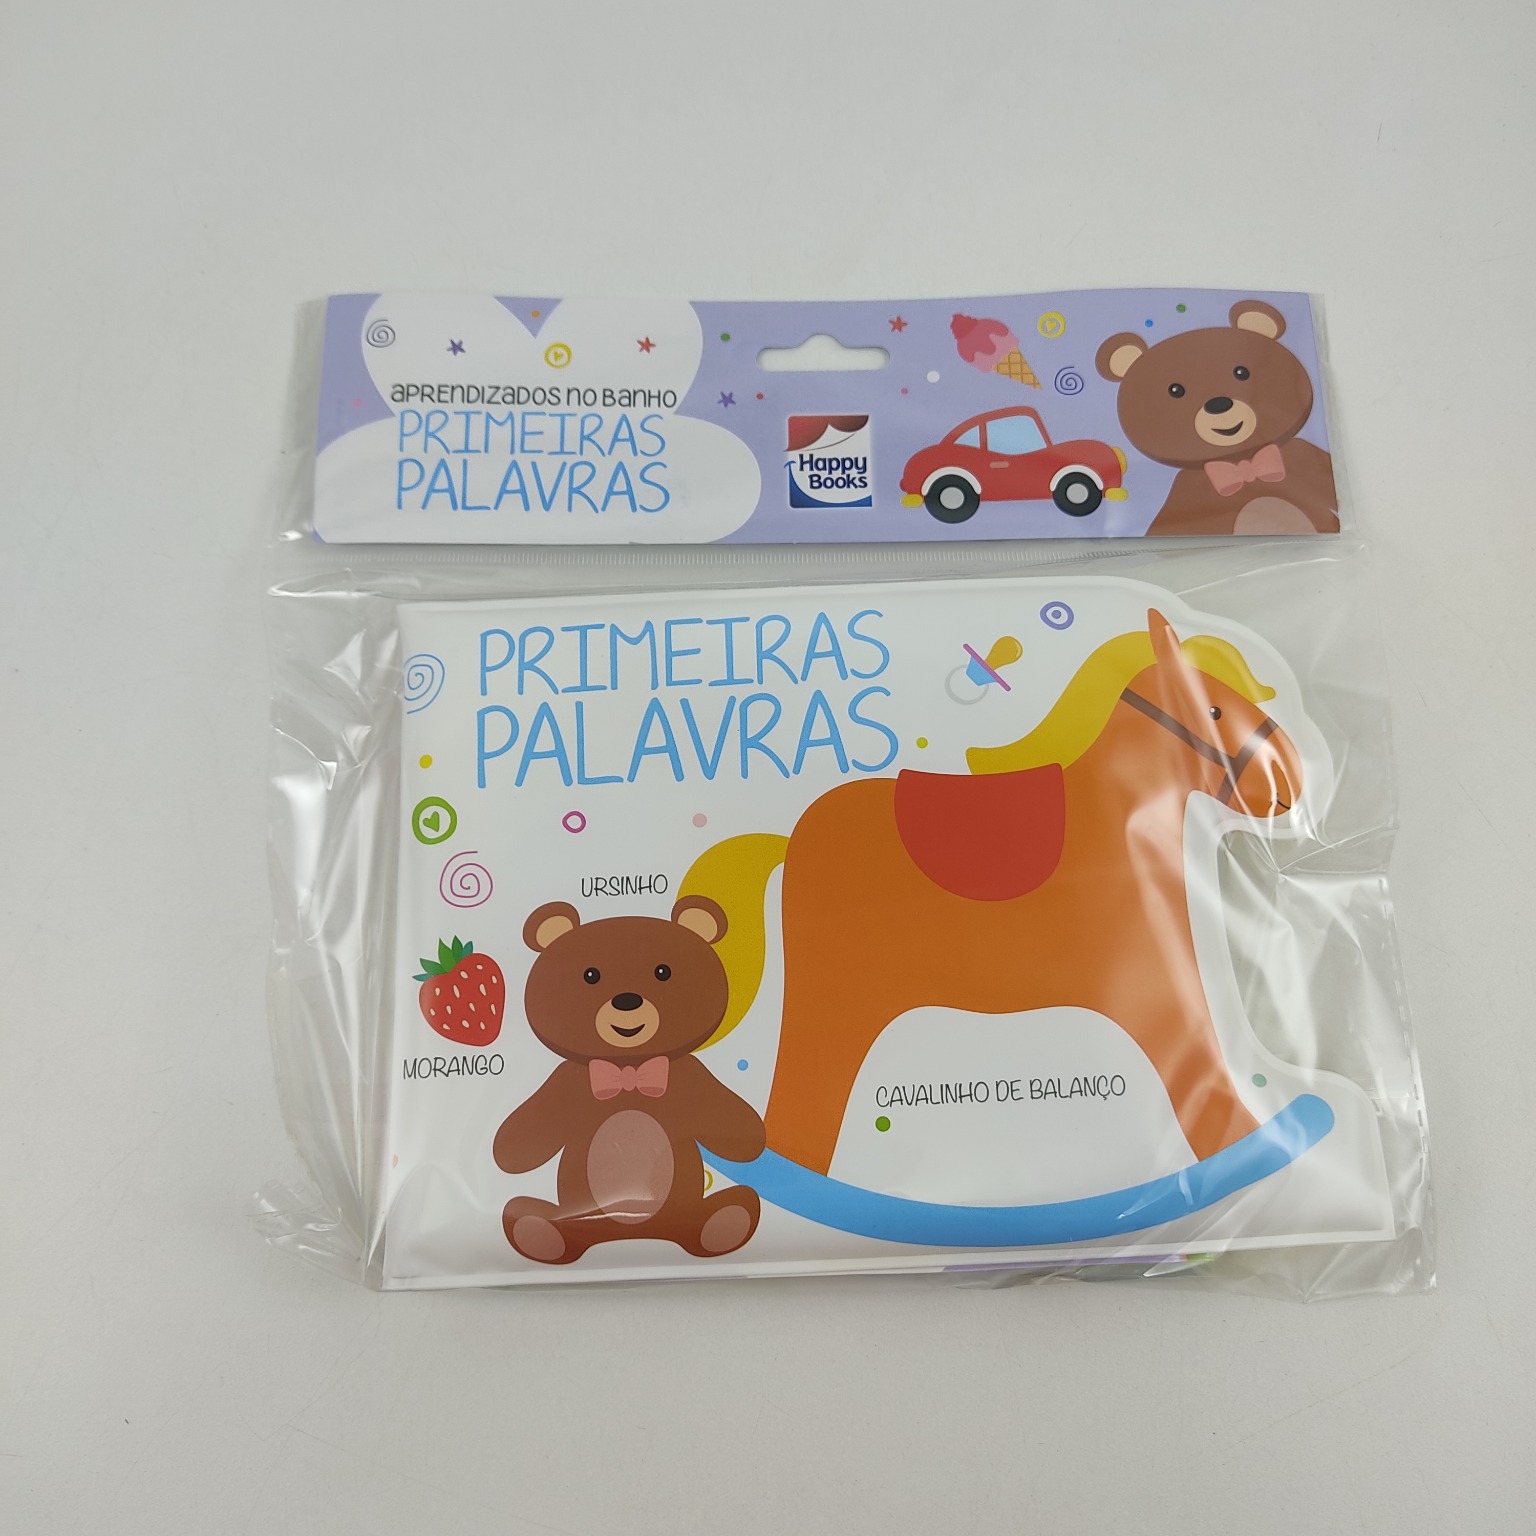 APRENDIZADOS NO BANHO
PRIMEIRAS
PALAVRAS
Happy
Books
PRIMEIRAS
PALAVRAS
URSINHO
MORANGO
CAVALINHO DE BALANÇO